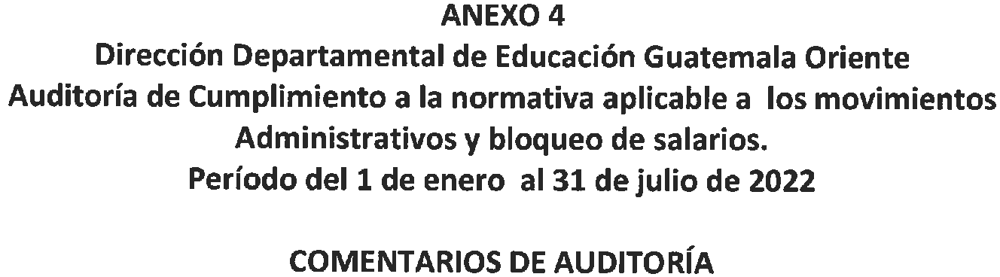 ANEXO 4
Dirección Departamental de Educación Guatemala Oriente
Auditoría de Cumplimiento a la normativa aplicable a los movimientos
Administrativos y bloqueo de salarios.
Período del 1 de enero al 31 de julio de 2022
COMENTARIOS DE AUDITORÍA